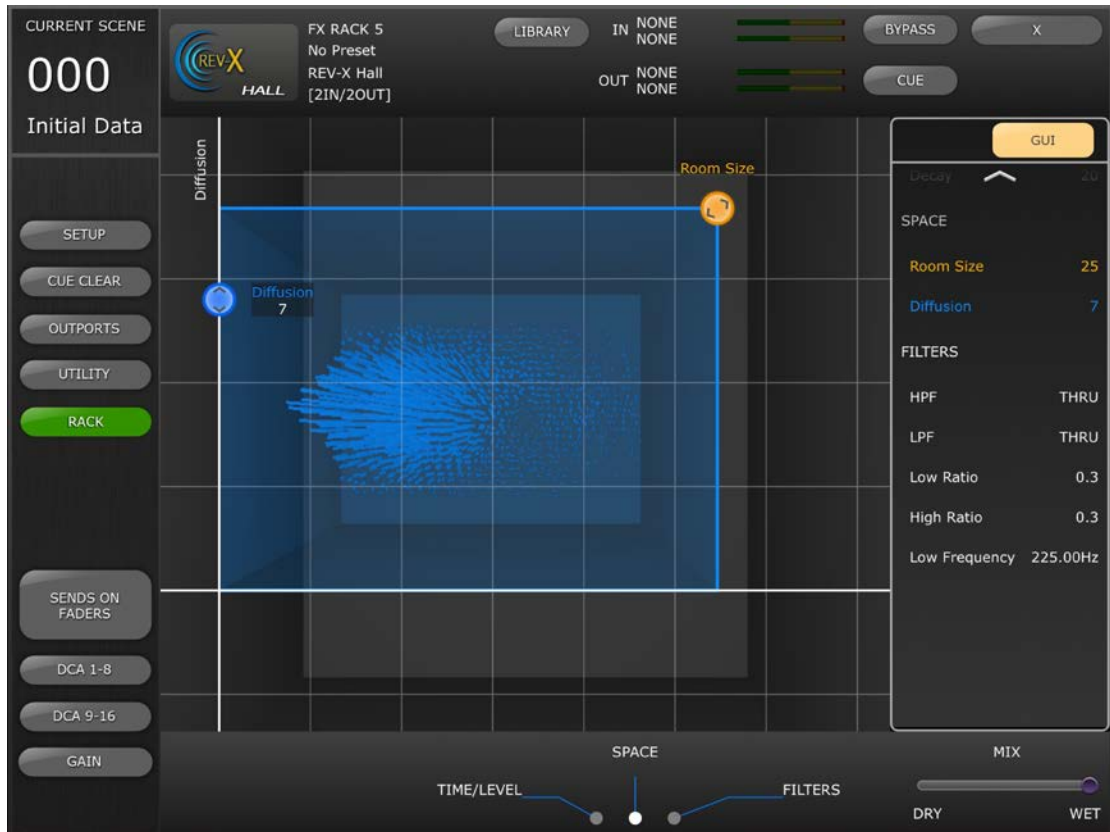 CURRENT SCENE
000
Initial Data
SETUP
CUE CLEAR
OUTPORTS
UTILITY
RACK
SENDS ON
FADERS
DCA 1-8
DCA 9-16
GAIN
REV-X
HALL
FX RACK 5
No Preset
REV-X Hall
[2IN/2OUT]
LIBRARY
IN NONE
NONE
OUT NONE
NONE
BYPASS
X
CUE
Diffusion
Room Size
Diffusion
7
GUI
Decay 20
SPACE
Room Size 25
Diffusion 7
FILTERS
HPF THRU
LPF THRU
Low Ratio 0.3
High Ratio 0.3
Low Frequency 225.00Hz
SPACE
TIME/LEVEL
FILTERS
MIX
DRY WET